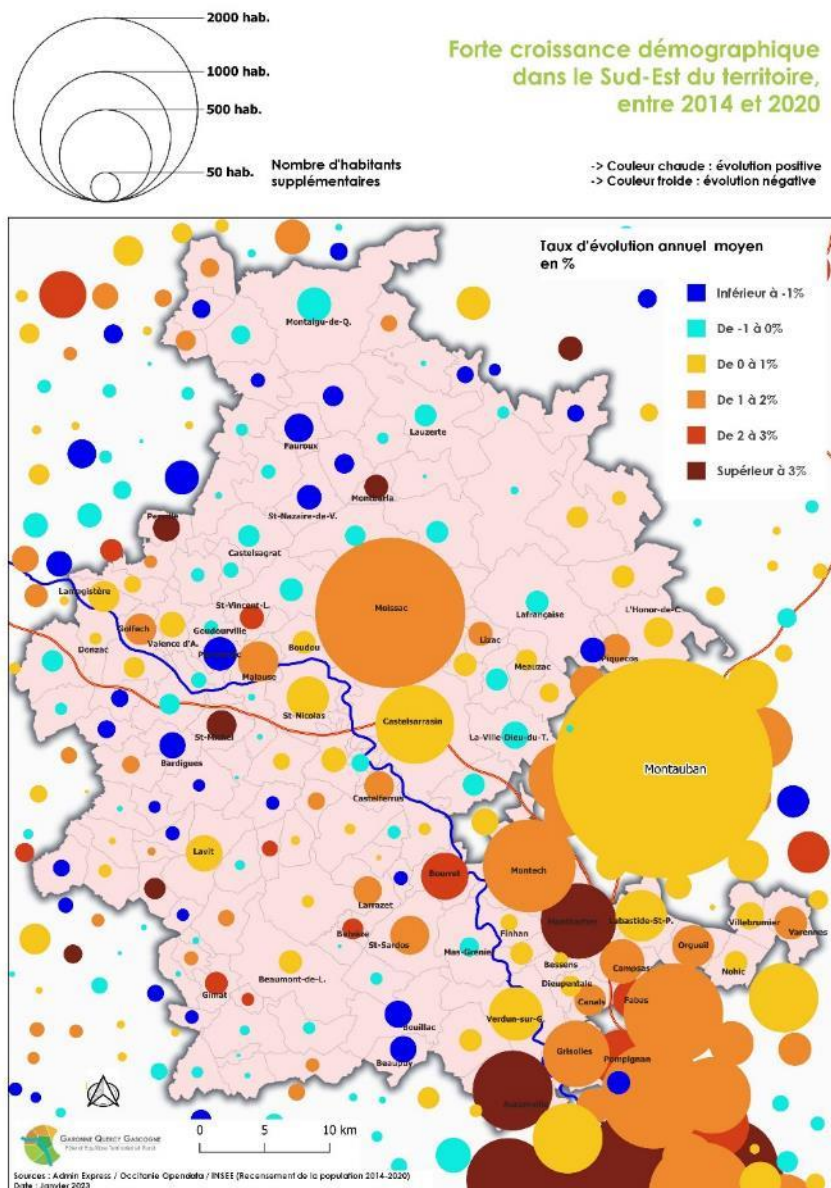 2000 hab.
1000 hab.
500 hab.
50 hab.
Nombre d'habitants
supplémentaires
Forte croissance démographique
dans le Sud-Est du territoire,
entre 2014 et 2020
-> Couleur chaude : évolution positive
-> Couleur froide : évolution négative
Taux d'évolution annuel moyen
en %
Inférieur à -1%
De -1 à 0%
De 0 à 1%
De 1 à 2%
De 2 à 3%
Supérieur à 3%
Montaigu-de-Q.
Lauzerte
Fauroux
Montbarla
St-Nazaire-de-V.
Perville
Castelsagrat
Lamagistère
St-Vincent-L.
Moissac
Lafrançaise
L'Honor-de-C.
Golfech
Goudourville
Valence d'A.
Donzac
Boudou
Lizac
Meauzac
Piquecos
Malause
St-Nicolas
Castelsarrasin
St-Michel
La-Ville-Dieu-du-T.
Bardigues
Montauban
Castelferrus
Lavit
Bourret
Montech
Larrazet
Labastide-St-P.
Villebrumier
Varennes
St-Sardos
Finhan
Mas-Grenier
Orgueil
Bessens
Campsas
Nohic
Beaumont-de-L.
Dieupentale
Gimat
Canals
Fabas
Verdun-sur-G.
Bouillac
Grisolles
Beaupuy
Pompignan
0 5 10 km
GARONNE QUERCY GASCOGNE
Sources : Admin Express / Occitanie Opendata / INSEE (Recensement de la population 2014-2020)
Date : Janvier 2023